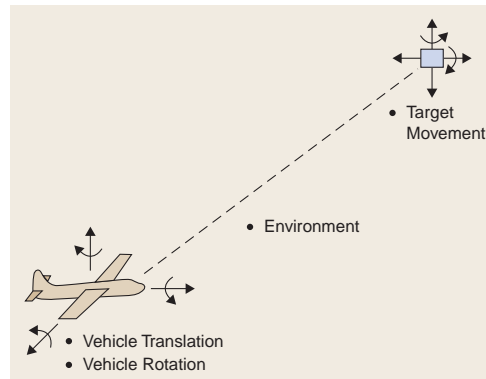 • Target
Movement
• Environment
• Vehicle Translation
• Vehicle Rotation